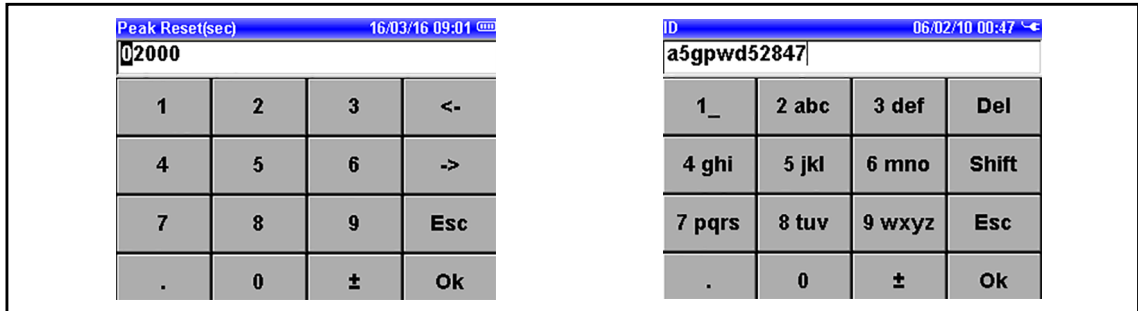 Peak Reset(sec) 16/03/16 09:01
02000
1 2 3 <-
4 5 6 ->
7 8 9 Esc
. 0 ± Ok
ID 06/02/10 00:47
a5gpwd52847
1_ 2 abc 3 def Del
4 ghi 5 jkl 6 mno Shift
7 pqrs 8 tuv 9 wxyz Esc
. 0 ± Ok